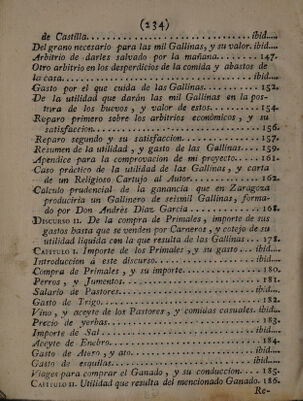 (234)
de Castilla. ibid.
Del grano necesario para las mil Gallinas, y su valor. ibid.
Arbitrio de darles salvado por la mañana. 147.
Otro arbitrio en los desperdicios de la comida y abastos de
la casa. ibid.
Gasto por el que cuida de las Gallinas. 152.
De la utilidad que darán las mil Gallinas en la pos-
tura de los huevos, y valor de estos. 154.
Reparo primero sobre los arbitrios económicos, y su
satisfaccion. 156.
Reparo segundo y su satisfaccion. 157.
Resumen de la utilidad, y gasto de las Gallinas. 159.
Apendice para la comprovacion de mi proyecto. 161.
Caso práctico de la utilidad de las Gallinas, y carta
de un Religioso Cartujo al Autor. 162.
Cálculo prudencial de la ganancia que en Zaragoza
produciria un Gallinero de seismil Gallinas, forma-
do por Don Andrés Diaz García 168.
Discurso II. De la compra de Primales, importe de sus
gastos hasta que se venden por Carneros, y cotejo de su
utilidad liquida con la que resulta de las Gallinas. 178.
Capitulo I. Importe de los Primales, y su gasto. ibid.
Introduccion á este discurso. ibid.
Compra de Primales, y su importe. 180.
Perros, y Jumentos. 181.
Salario de Pastores. ibid.
Gasto de Trigo. 182.
Vino, y aceyte de los Pastores, y comidas casuales. ibid.
Precio de yerbas. 183.
Importe de Sal. ibid.
Aceyte de Enebro. 184.
Gasto de Atero, y ato. ibid.
Gasto de esquilas. ibid.
Viages para comprar el Ganado, y su conduccion. 185.
Capitulo II. Utilidad que resulta del mencionado Ganado. 186.
Re-